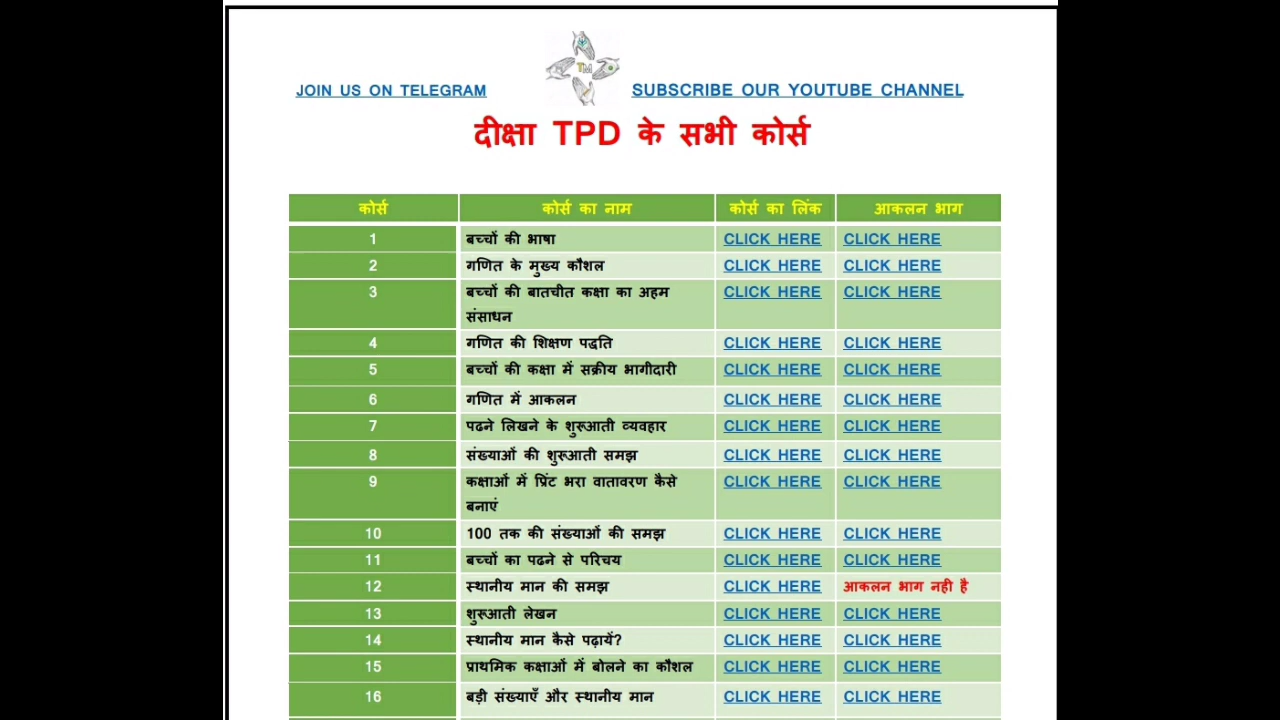 JOIN US ON TELEGRAM TM SUBSCRIBE OUR YOUTUBE CHANNEL
दीक्षा TPD के सभी कोर्स
कोर्स कोर्स का नाम कोर्स का लिंक आकलन भाग
1 बच्चों की भाषा CLICK HERE CLICK HERE
2 गणित के मुख्य कौशल CLICK HERE CLICK HERE
3 बच्चों की बातचीत कक्षा का अहम CLICK HERE CLICK HERE
संसाधन
4 गणित की शिक्षण पद्धति CLICK HERE CLICK HERE
5 बच्चों की कक्षा में सक्रीय भागीदारी CLICK HERE CLICK HERE
6 गणित में आकलन CLICK HERE CLICK HERE
7 पढने लिखने के शुरूआती व्यवहार CLICK HERE CLICK HERE
8 संख्याओं की शुरूआती समझ CLICK HERE CLICK HERE
9 कक्षाओं में प्रिंट भरा वातावरण कैसे CLICK HERE CLICK HERE
बनाएं
10 100 तक की संख्याओं की समझ CLICK HERE CLICK HERE
11 बच्चों का पढने से परिचय CLICK HERE CLICK HERE
12 स्थानीय मान की समझ CLICK HERE आकलन भाग नही है
13 शुरूआती लेखन CLICK HERE CLICK HERE
14 स्थानीय मान कैसे पढ़ायें? CLICK HERE CLICK HERE
15 प्राथमिक कक्षाओं में बोलने का कौशल CLICK HERE CLICK HERE
16 बड़ी संख्याएँ और स्थानीय मान CLICK HERE CLICK HERE